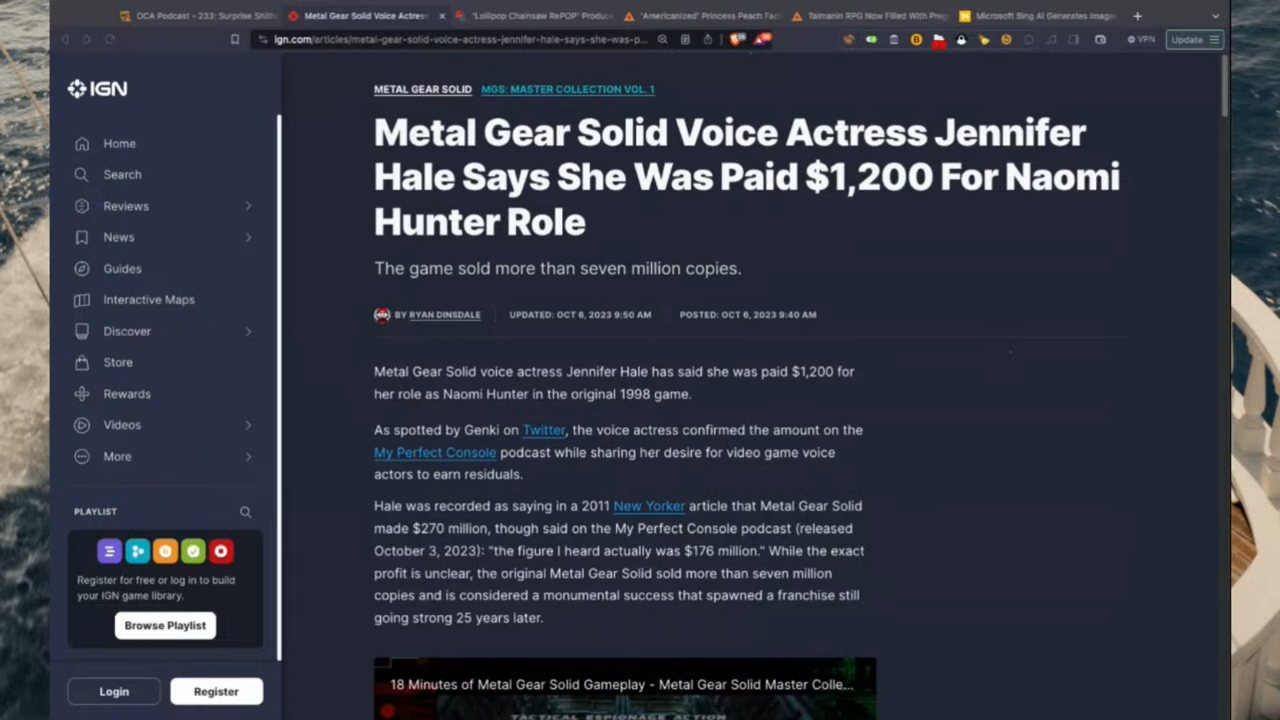 OCA Podcast - 233: Surprise Shith
Metal Gear Solid Voice Actress
"Lollipop Chainsaw RePOP" Produc
"Americanized" Princess Peach Fac
Taimanin RPG Now Filled With Preg
Microsoft Bing AI Generates Image
ign.com/articles/metal-gear-solid-voice-actress-jennifer-hale-says-she-was-p...
VPN
Update
IGN
Home
Search
Reviews
News
Guides
Interactive Maps
Discover
Store
Rewards
Videos
More
PLAYLIST
Register for free or log in to build
your IGN game library.
Browse Playlist
Login
Register
METAL GEAR SOLID
MGS: MASTER COLLECTION VOL. 1
Metal Gear Solid Voice Actress Jennifer
Hale Says She Was Paid $1,200 For Naomi
Hunter Role
The game sold more than seven million copies.
BY RYAN DINSDALE
UPDATED: OCT 6, 2023 9:50 AM
POSTED: OCT 6, 2023 9:40 AM
Metal Gear Solid voice actress Jennifer Hale has said she was paid $1,200 for
her role as Naomi Hunter in the original 1998 game.
As spotted by Genki on Twitter, the voice actress confirmed the amount on the
My Perfect Console podcast while sharing her desire for video game voice
actors to earn residuals.
Hale was recorded as saying in a 2011 New Yorker article that Metal Gear Solid
made $270 million, though said on the My Perfect Console podcast (released
October 3, 2023): "the figure I heard actually was $176 million." While the exact
profit is unclear, the original Metal Gear Solid sold more than seven million
copies and is considered a monumental success that spawned a franchise still
going strong 25 years later.
18 Minutes of Metal Gear Solid Gameplay - Metal Gear Solid Master Colle...
TACTICAL ESPIONAGE ACTION